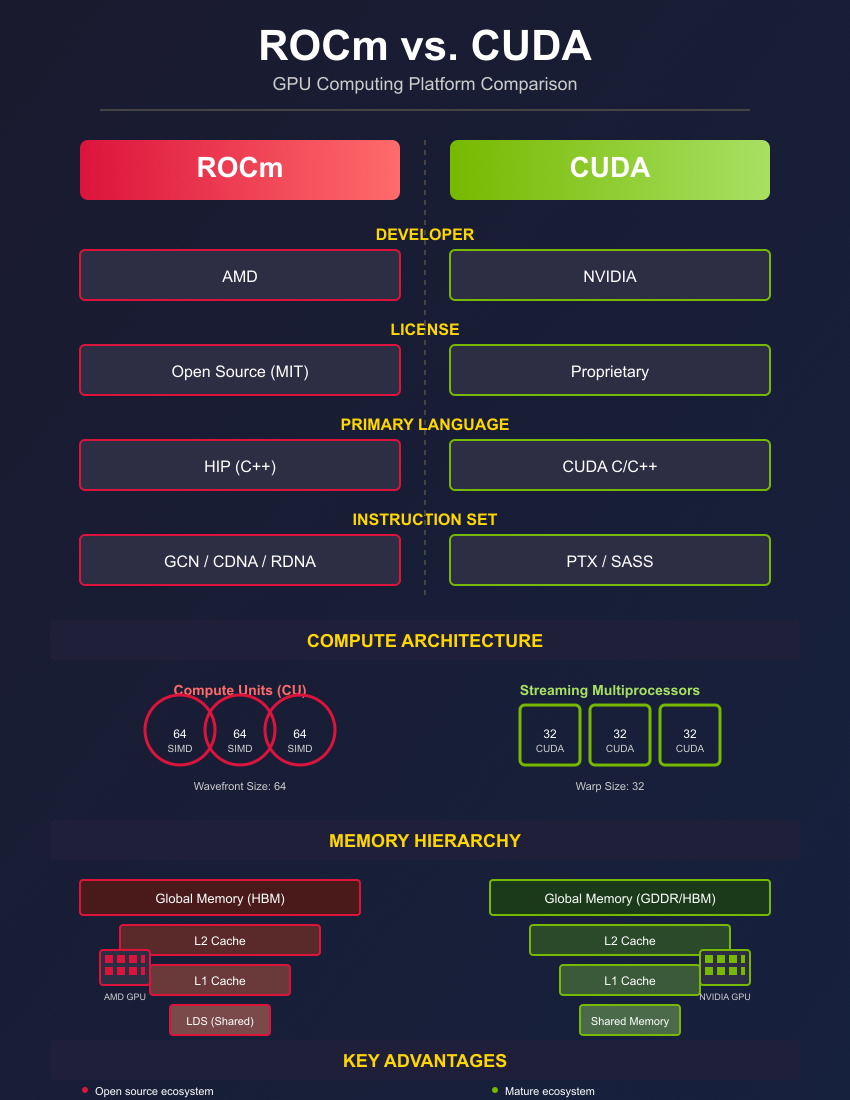 ROCm vs. CUDA
GPU Computing Platform Comparison
ROCm
CUDA
DEVELOPER
AMD
NVIDIA
LICENSE
Open Source (MIT)
Proprietary
PRIMARY LANGUAGE
HIP (C++)
CUDA C/C++
INSTRUCTION SET
GCN / CDNA / RDNA
PTX / SASS
COMPUTE ARCHITECTURE
Compute Units (CU)
64
SIMD
64
SIMD
64
SIMD
Wavefront Size: 64
Streaming Multiprocessors
32
CUDA
32
CUDA
32
CUDA
Warp Size: 32
MEMORY HIERARCHY
Global Memory (HBM)
L2 Cache
L1 Cache
LDS (Shared)
AMD GPU
Global Memory (GDDR/HBM)
L2 Cache
L1 Cache
Shared Memory
NVIDIA GPU
KEY ADVANTAGES
Open source ecosystem
Mature ecosystem